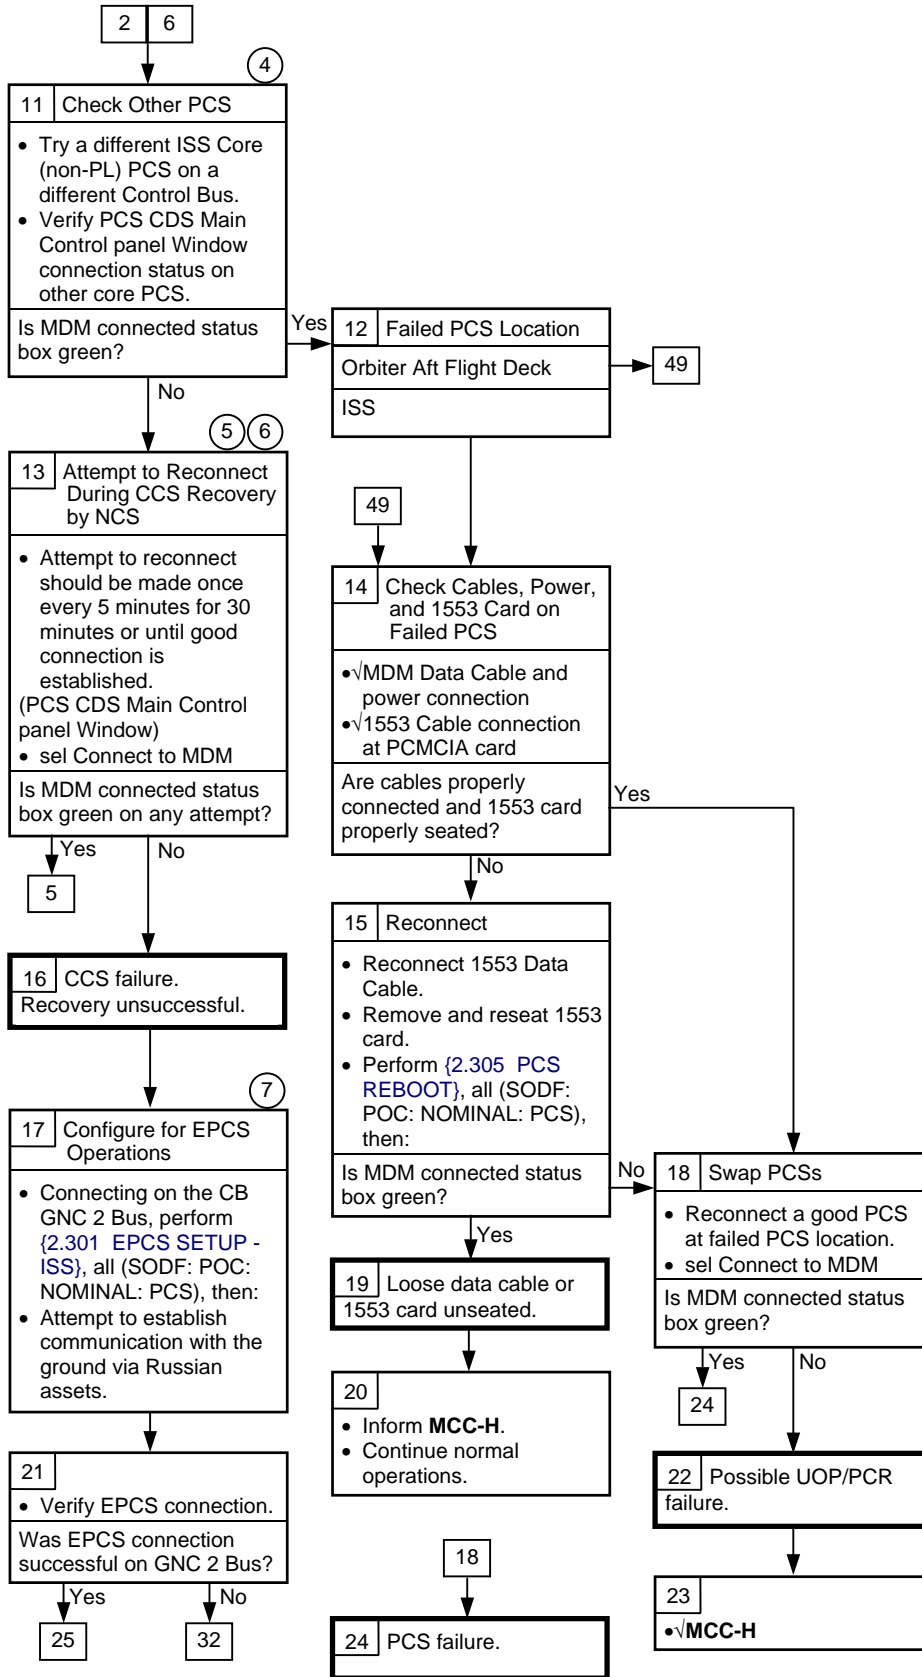 2 6
4
11 Check Other PCS
• Try a different ISS Core
(non-PL) PCS on a
different Control Bus.
• Verify PCS CDS Main
Control panel Window
connection status on
other core PCS.
Is MDM connected status
box green?
Yes
No
12 Failed PCS Location
Orbiter Aft Flight Deck
49
ISS
5 6
13 Attempt to Reconnect
During CCS Recovery
by NCS
• Attempt to reconnect
should be made once
every 5 minutes for 30
minutes or until good
connection is
established.
(PCS CDS Main Control
panel Window)
• sel Connect to MDM
Is MDM connected status
box green on any attempt?
Yes
No
5
49
14 Check Cables, Power,
and 1553 Card on
Failed PCS
•√MDM Data Cable and
power connection
•√1553 Cable connection
at PCMCIA card
Are cables properly
connected and 1553 card
properly seated?
Yes
No
15 Reconnect
• Reconnect 1553 Data
Cable.
• Remove and reseat 1553
card.
• Perform {2.305 PCS
REBOOT}, all (SODF:
POC: NOMINAL: PCS),
then:
Is MDM connected status
box green?
No
Yes
16 CCS failure.
Recovery unsuccessful.
7
17 Configure for EPCS
Operations
• Connecting on the CB
GNC 2 Bus, perform
{2.301 EPCS SETUP -
ISS}, all (SODF: POC:
NOMINAL: PCS), then:
• Attempt to establish
communication with the
ground via Russian
assets.
18 Swap PCSs
• Reconnect a good PCS
at failed PCS location.
• sel Connect to MDM
Is MDM connected status
box green?
Yes
No
24
19 Loose data cable or
1553 card unseated.
20
• Inform MCC-H.
• Continue normal
operations.
21
• Verify EPCS connection.
Was EPCS connection
successful on GNC 2 Bus?
Yes
No
25
32
22 Possible UOP/PCR
failure.
23
•√MCC-H
18
24 PCS failure.